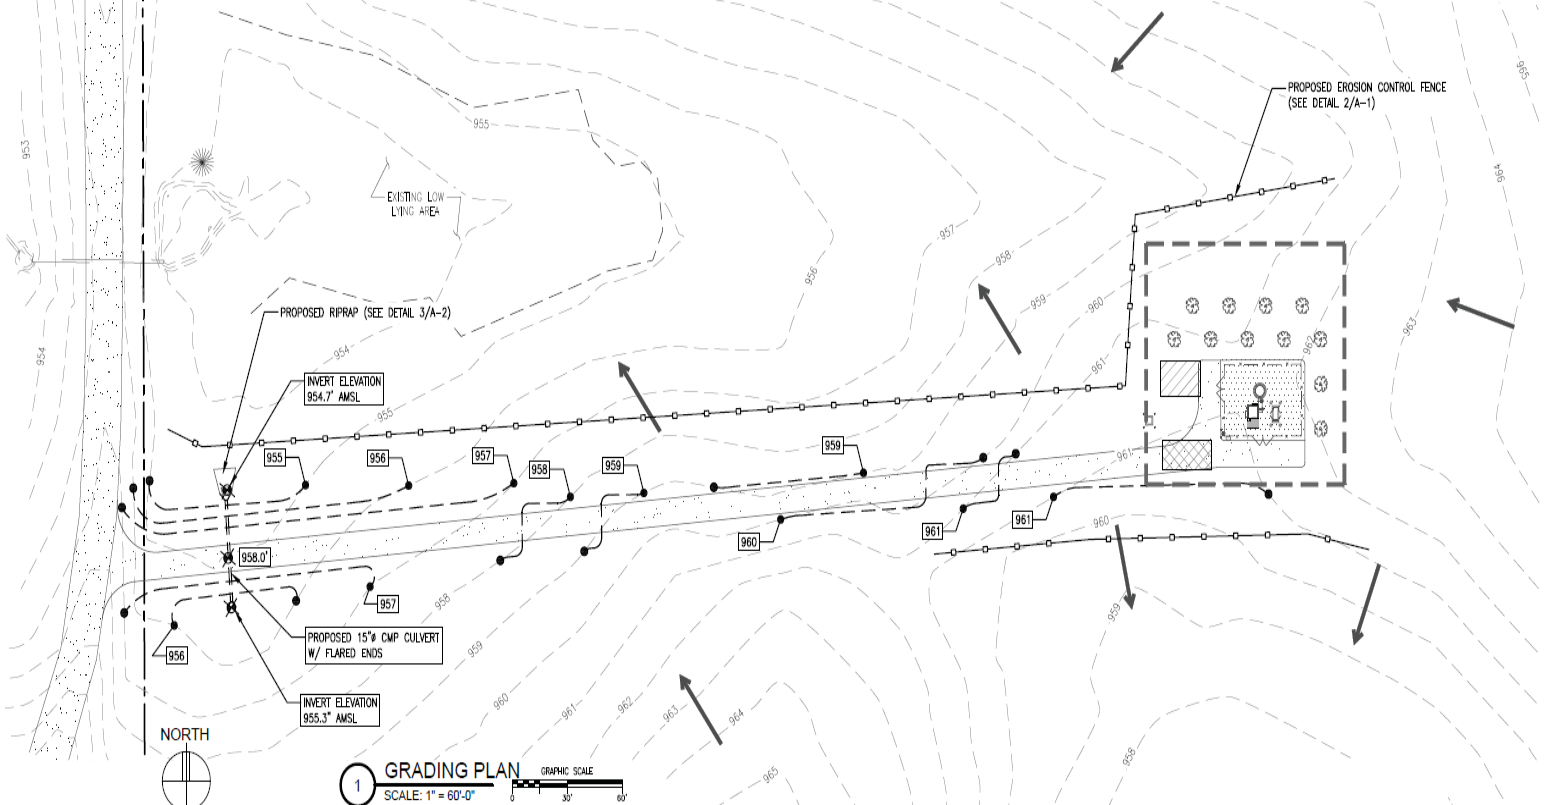 965
PROPOSED EROSION CONTROL FENCE
(SEE DETAIL 2/A-1)
955
953
964
EXISTING LOW
LYING AREA
957
958
956
959
960
963
PROPOSED RIPRAP (SEE DETAIL 3/A-2)
954
954
962
961
INVERT ELEVATION
954.7' AMSL
955
955
956
957
958
959
959
961
960
961
961
960
958.0'
957
958
959
959
956
PROPOSED 15"ø CMP CULVERT
W/ FLARED ENDS
INVERT ELEVATION
955.3" AMSL
960
961
962
963
964
965
958
NORTH
1
GRADING PLAN
SCALE: 1" = 60'-0"
GRAPHIC SCALE
0 30' 60'